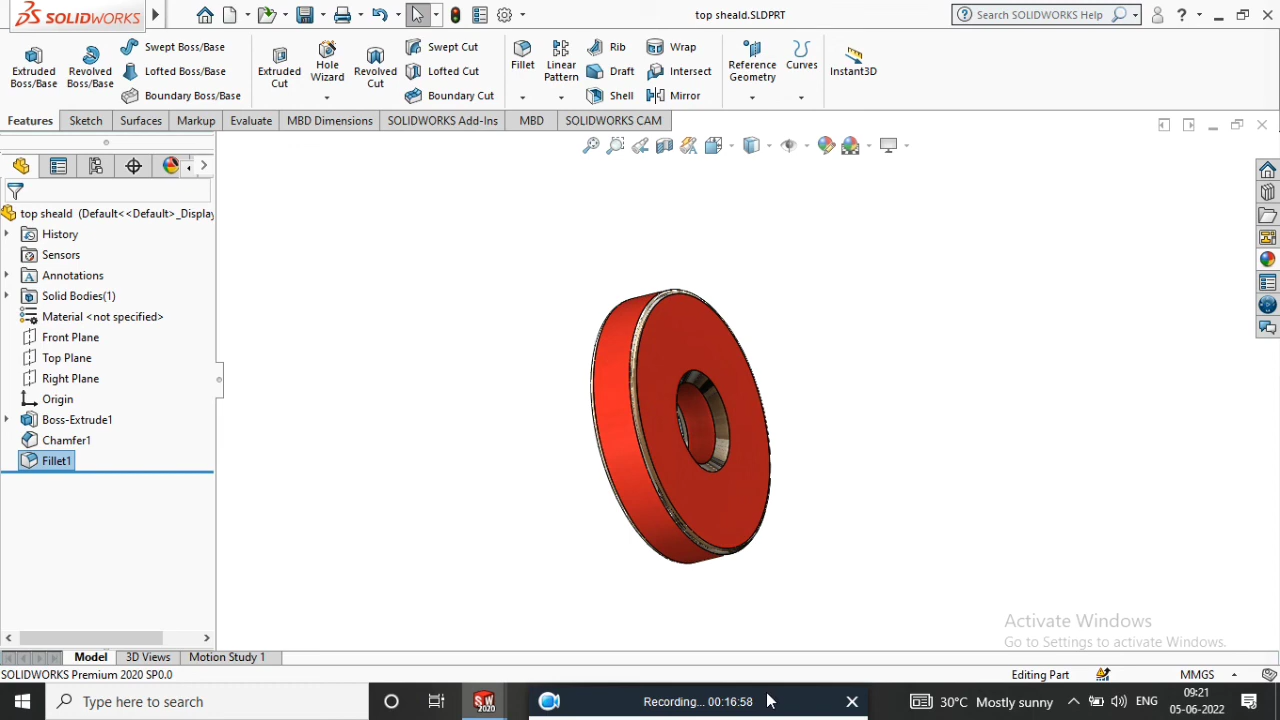 SOLIDWORKS
top sheald.SLDPRT
Search SOLIDWORKS Help
?
Extruded Boss/Base
Revolved Boss/Base
Swept Boss/Base
Lofted Boss/Base
Boundary Boss/Base
Extruded Cut
Hole Wizard
Revolved Cut
Swept Cut
Lofted Cut
Boundary Cut
Fillet
Linear Pattern
Rib
Draft
Shell
Wrap
Intersect
Mirror
Reference Geometry
Curves
Instant3D
Features
Sketch
Surfaces
Markup
Evaluate
MBD Dimensions
SOLIDWORKS Add-Ins
MBD
SOLIDWORKS CAM
top sheald (Default<<Default>_Display
History
Sensors
Annotations
Solid Bodies(1)
Material <not specified>
Front Plane
Top Plane
Right Plane
Origin
Boss-Extrude1
Chamfer1
Fillet1
Activate Windows
Go to Settings to activate Windows.
Model
3D Views
Motion Study 1
SOLIDWORKS Premium 2020 SP0.0
Editing Part
MMGS
Type here to search
SW 2020
Recording... 00:16:58
30°C Mostly sunny
ENG
09:21
05-06-2022